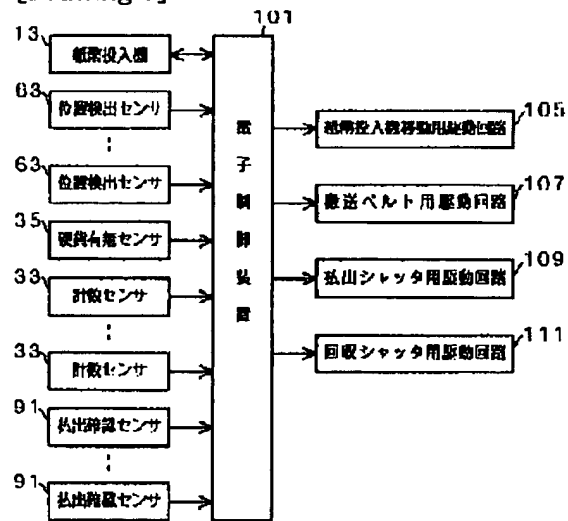 101
13 紙幣投入機
63 位置検出センサ
63 位置検出センサ
35 硬貨有無センサ
33 計数センサ
33 計数センサ
91 払出確認センサ
91 払出確認センサ
電子制御装置
紙幣投入機移動用駆動回路 105
搬送ベルト用駆動回路 107
払出シャッタ用駆動回路 109
回収シャッタ用駆動回路 111